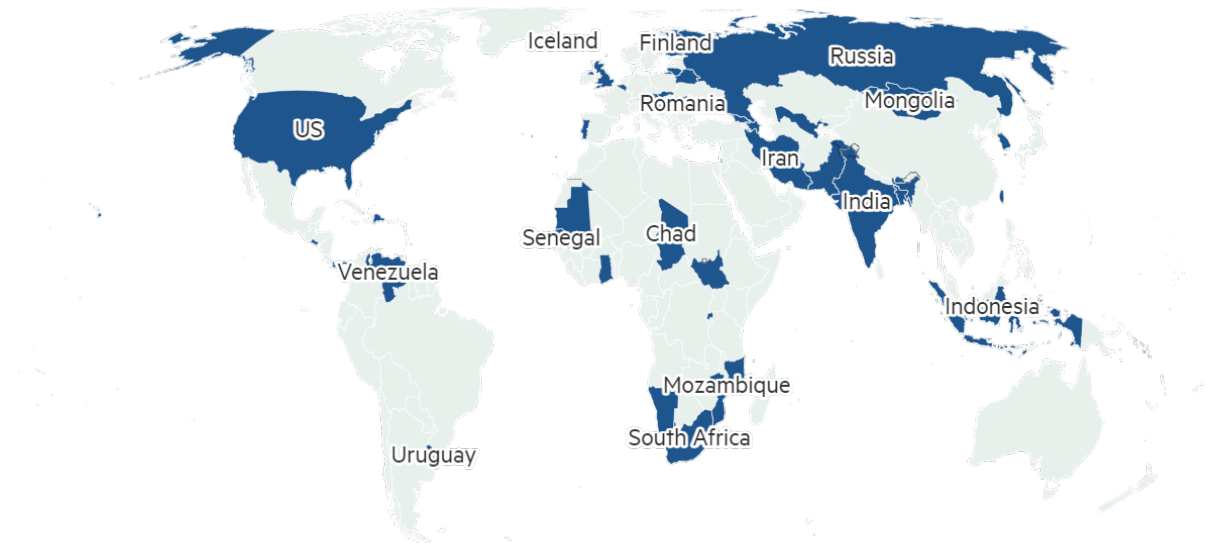 Iceland
Finland
Russia
Romania
Mongolia
US
Iran
India
Senegal
Chad
Venezuela
Indonesia
Mozambique
South Africa
Uruguay